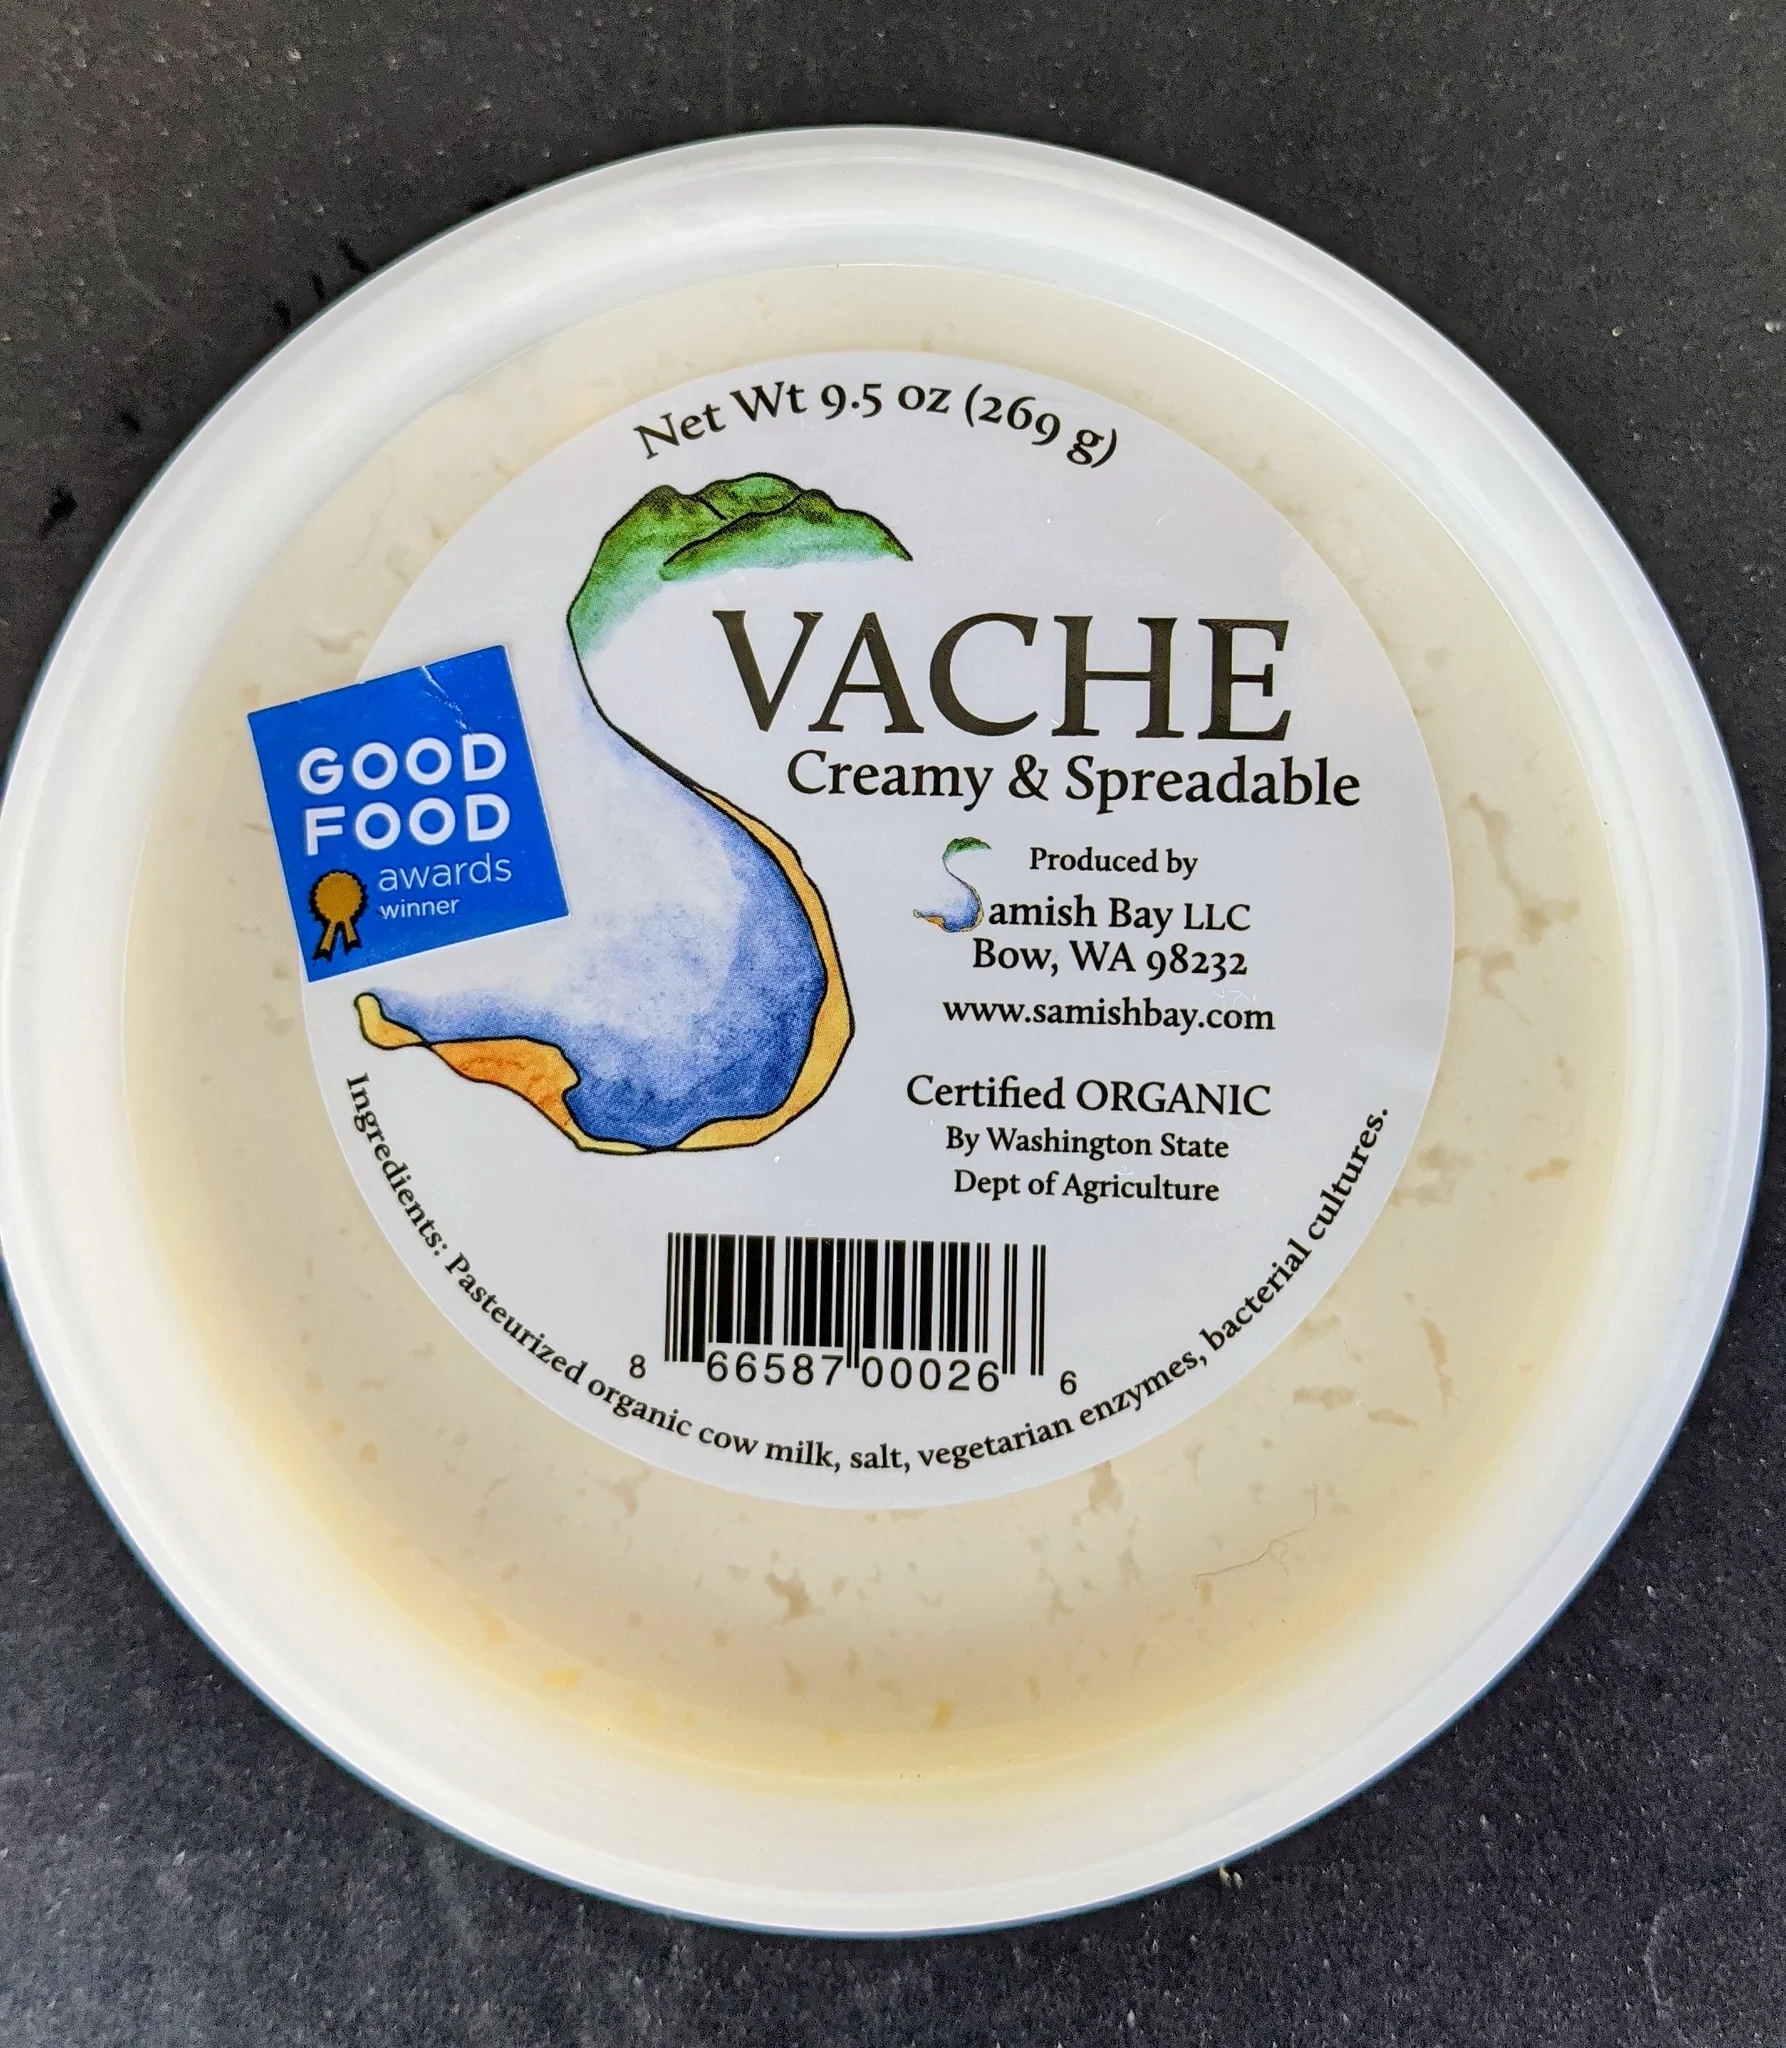 Net Wt 9.5 oz (269 g)
VACHE
Creamy & Spreadable
GOOD
FOOD
awards
winner
Produced by
Samish Bay LLC
Bow, WA 98232
www.samishbay.com
Certified ORGANIC
By Washington State
Dept of Agriculture
8 66587 00026 6
Ingredients: Pasteurized organic cow milk, salt, vegetarian enzymes, bacterial cultures.